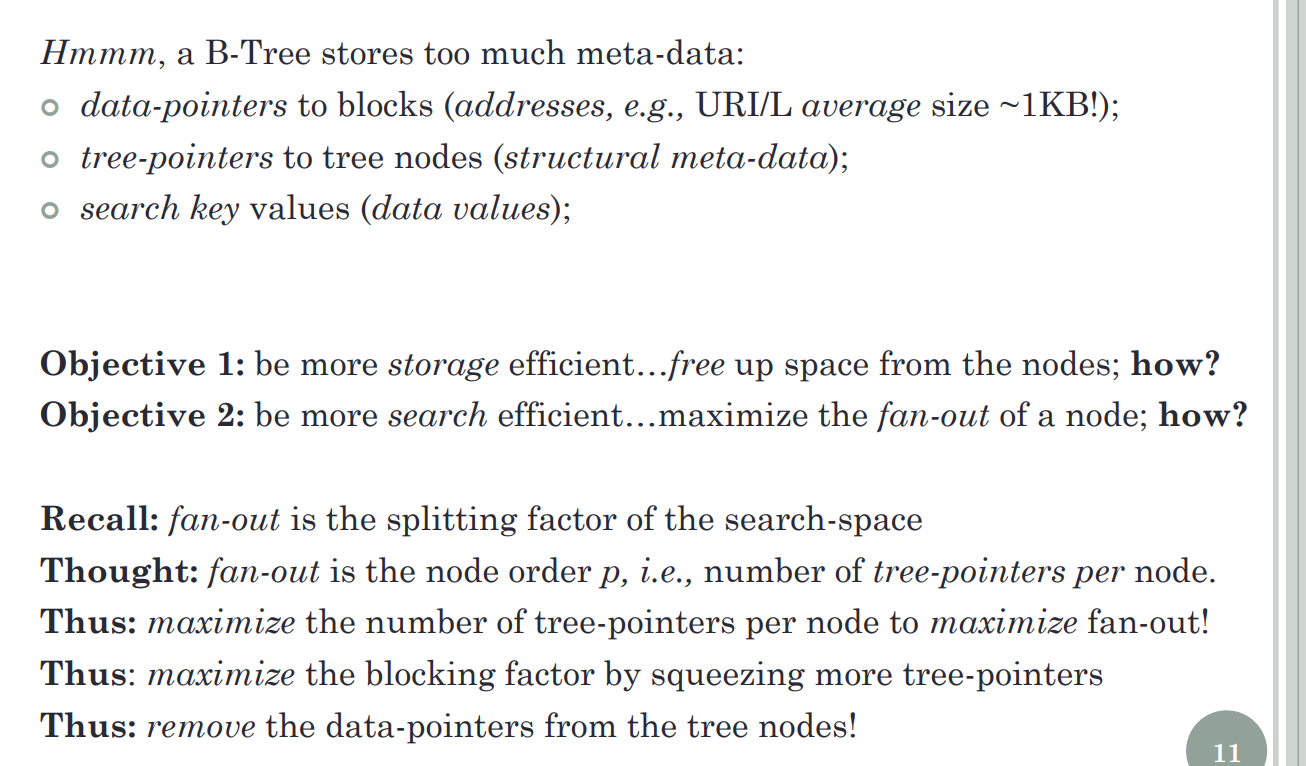 Hmmm, a B-Tree stores too much meta-data:
data-pointers to blocks (addresses, e.g., URI/L average size ~1KB!);
tree-pointers to tree nodes (structural meta-data);
search key values (data values);
Objective 1: be more storage efficient...free up space from the nodes; how?
Objective 2: be more search efficient...maximize the fan-out of a node; how?
Recall: fan-out is the splitting factor of the search-space
Thought: fan-out is the node order p, i.e., number of tree-pointers per node.
Thus: maximize the number of tree-pointers per node to maximize fan-out!
Thus: maximize the blocking factor by squeezing more tree-pointers
Thus: remove the data-pointers from the tree nodes!
11